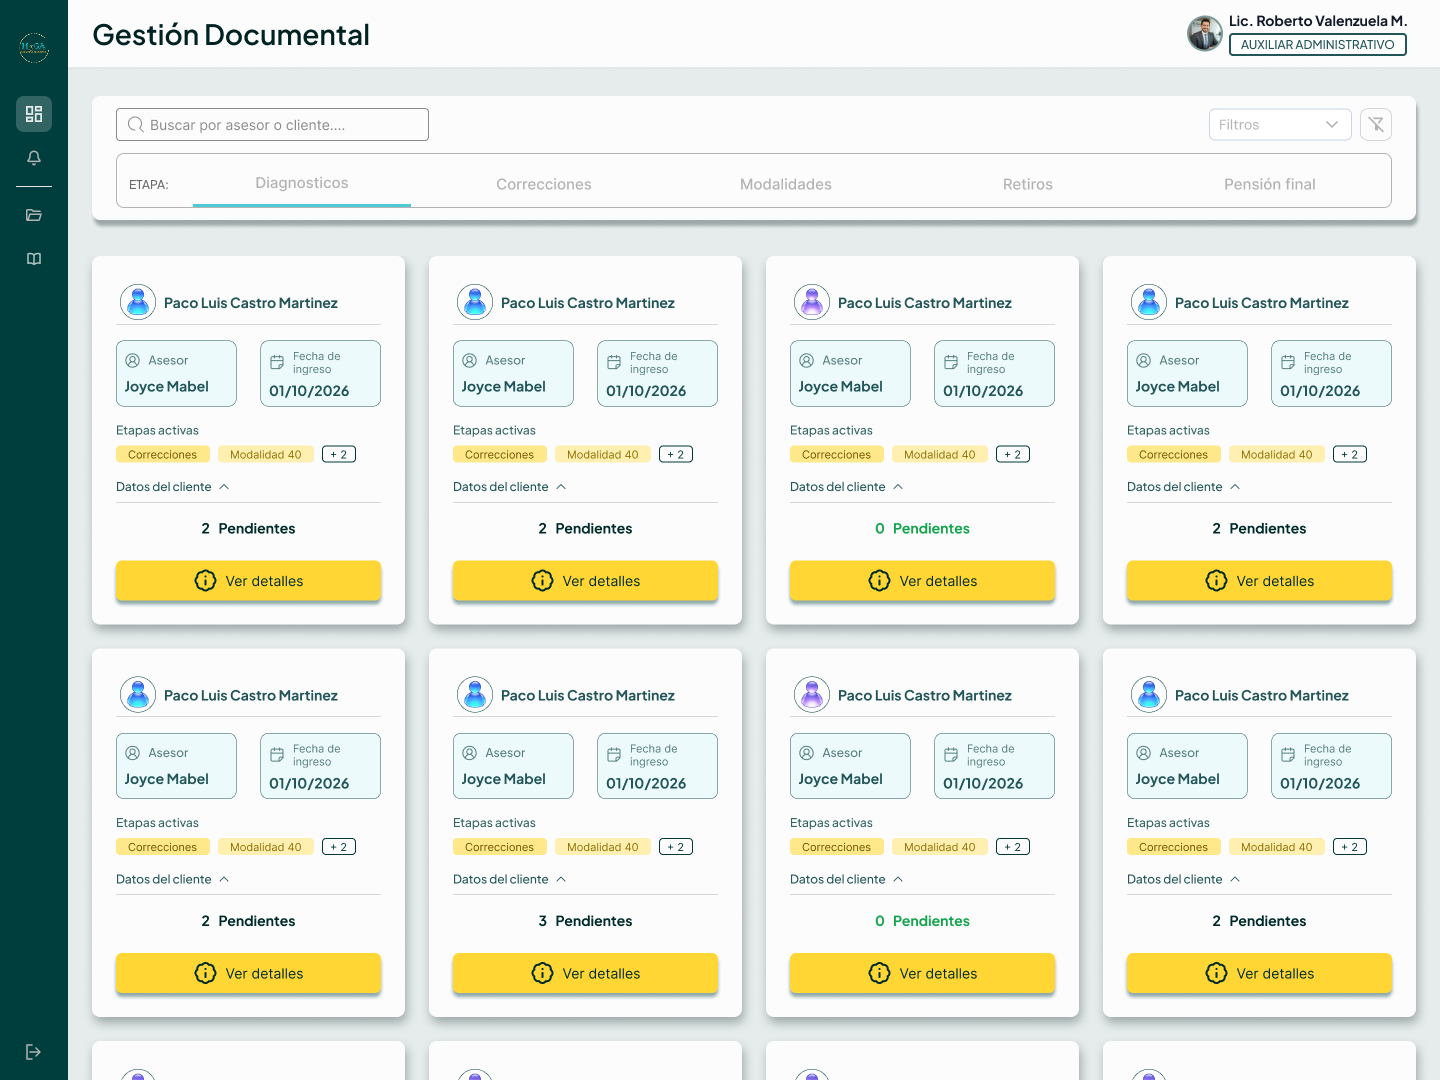 Gestión Documental
Lic. Roberto Valenzuela M.
AUXILIAR ADMINISTRATIVO
Buscar por asesor o cliente....
Filtros
ETAPA:
Diagnosticos
Correcciones
Modalidades
Retiros
Pensión final
Paco Luis Castro Martinez
Asesor
Joyce Mabel
Fecha de
ingreso
01/10/2026
Etapas activas
Correcciones
Modalidad 40
+ 2
Datos del cliente
2 Pendientes
Ver detalles
Paco Luis Castro Martinez
Asesor
Joyce Mabel
Fecha de
ingreso
01/10/2026
Etapas activas
Correcciones
Modalidad 40
+ 2
Datos del cliente
2 Pendientes
Ver detalles
Paco Luis Castro Martinez
Asesor
Joyce Mabel
Fecha de
ingreso
01/10/2026
Etapas activas
Correcciones
Modalidad 40
+ 2
Datos del cliente
0 Pendientes
Ver detalles
Paco Luis Castro Martinez
Asesor
Joyce Mabel
Fecha de
ingreso
01/10/2026
Etapas activas
Correcciones
Modalidad 40
+ 2
Datos del cliente
2 Pendientes
Ver detalles
Paco Luis Castro Martinez
Asesor
Joyce Mabel
Fecha de
ingreso
01/10/2026
Etapas activas
Correcciones
Modalidad 40
+ 2
Datos del cliente
2 Pendientes
Ver detalles
Paco Luis Castro Martinez
Asesor
Joyce Mabel
Fecha de
ingreso
01/10/2026
Etapas activas
Correcciones
Modalidad 40
+ 2
Datos del cliente
3 Pendientes
Ver detalles
Paco Luis Castro Martinez
Asesor
Joyce Mabel
Fecha de
ingreso
01/10/2026
Etapas activas
Correcciones
Modalidad 40
+ 2
Datos del cliente
0 Pendientes
Ver detalles
Paco Luis Castro Martinez
Asesor
Joyce Mabel
Fecha de
ingreso
01/10/2026
Etapas activas
Correcciones
Modalidad 40
+ 2
Datos del cliente
2 Pendientes
Ver detalles